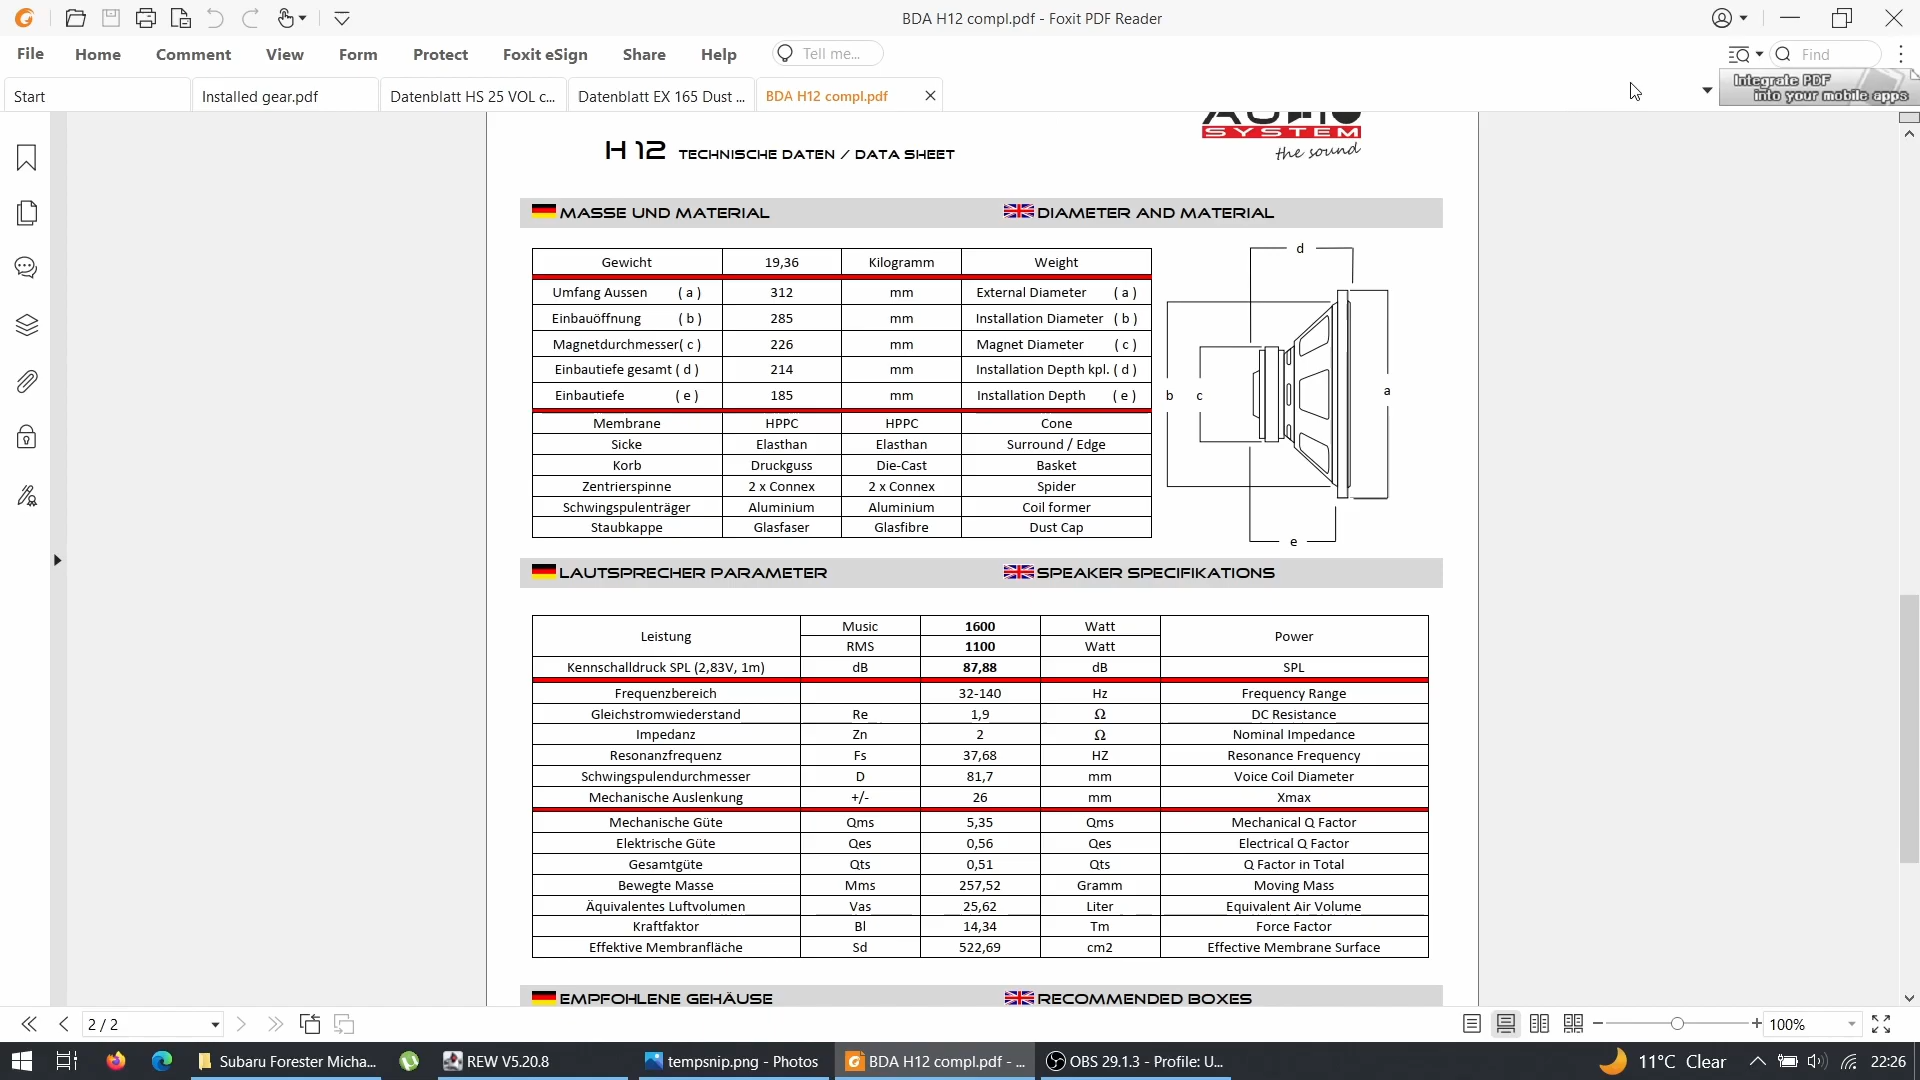 BDA H12 compl.pdf - Foxit PDF Reader
File Home Comment View Form Protect Foxit eSign Share Help Tell me... Find
Start Installed gear.pdf Datenblatt HS 25 VOL c... Datenblatt EX 165 Dust ... BDA H12 compl.pdf
Integrate PDF
into your mobile apps
AUDIO
SYSTEM
the sound
H 12 TECHNISCHE DATEN / DATA SHEET
MASSE UND MATERIAL DIAMETER AND MATERIAL
Gewicht 19,36 Kilogramm Weight
Umfang Aussen ( a ) 312 mm External Diameter ( a )
Einbauöffnung ( b ) 285 mm Installation Diameter ( b )
Magnetdurchmesser( c ) 226 mm Magnet Diameter ( c )
Einbautiefe gesamt ( d ) 214 mm Installation Depth kpl. ( d )
Einbautiefe ( e ) 185 mm Installation Depth ( e )
Membrane HPPC HPPC Cone
Sicke Elasthan Elasthan Surround / Edge
Korb Druckguss Die-Cast Basket
Zentrierspinne 2 x Connex 2 x Connex Spider
Schwingspulenträger Aluminium Aluminium Coil former
Staubkappe Glasfaser Glasfibre Dust Cap
d
b c a
e
LAUTSPRECHER PARAMETER SPEAKER SPECIFIKATIONS
Leistung Music 1600 Watt Power
RMS 1100 Watt
Kennschalldruck SPL (2,83V, 1m) dB 87,88 dB SPL
Frequenzbereich 32-140 Hz Frequency Range
Gleichstromwiederstand Re 1,9 Ω DC Resistance
Impedanz Zn 2 Ω Nominal Impedance
Resonanzfrequenz Fs 37,68 HZ Resonance Frequency
Schwingspulendurchmesser D 81,7 mm Voice Coil Diameter
Mechanische Auslenkung +/- 26 mm Xmax
Mechanische Güte Qms 5,35 Qms Mechanical Q Factor
Elektrische Güte Qes 0,56 Qes Electrical Q Factor
Gesamtgüte Qts 0,51 Qts Q Factor in Total
Bewegte Masse Mms 257,52 Gramm Moving Mass
Äquivalentes Luftvolumen Vas 25,62 Liter Equivalent Air Volume
Kraftfaktor Bl 14,34 Tm Force Factor
Effektive Membranfläche Sd 522,69 cm2 Effective Membrane Surface
EMPFOHLENE GEHÄUSE RECOMMENDED BOXES
2 / 2 100%
Subaru Forester Micha... REW V5.20.8 tempsnip.png - Photos BDA H12 compl.pdf - ... OBS 29.1.3 - Profile: U... 11°C Clear 22:26